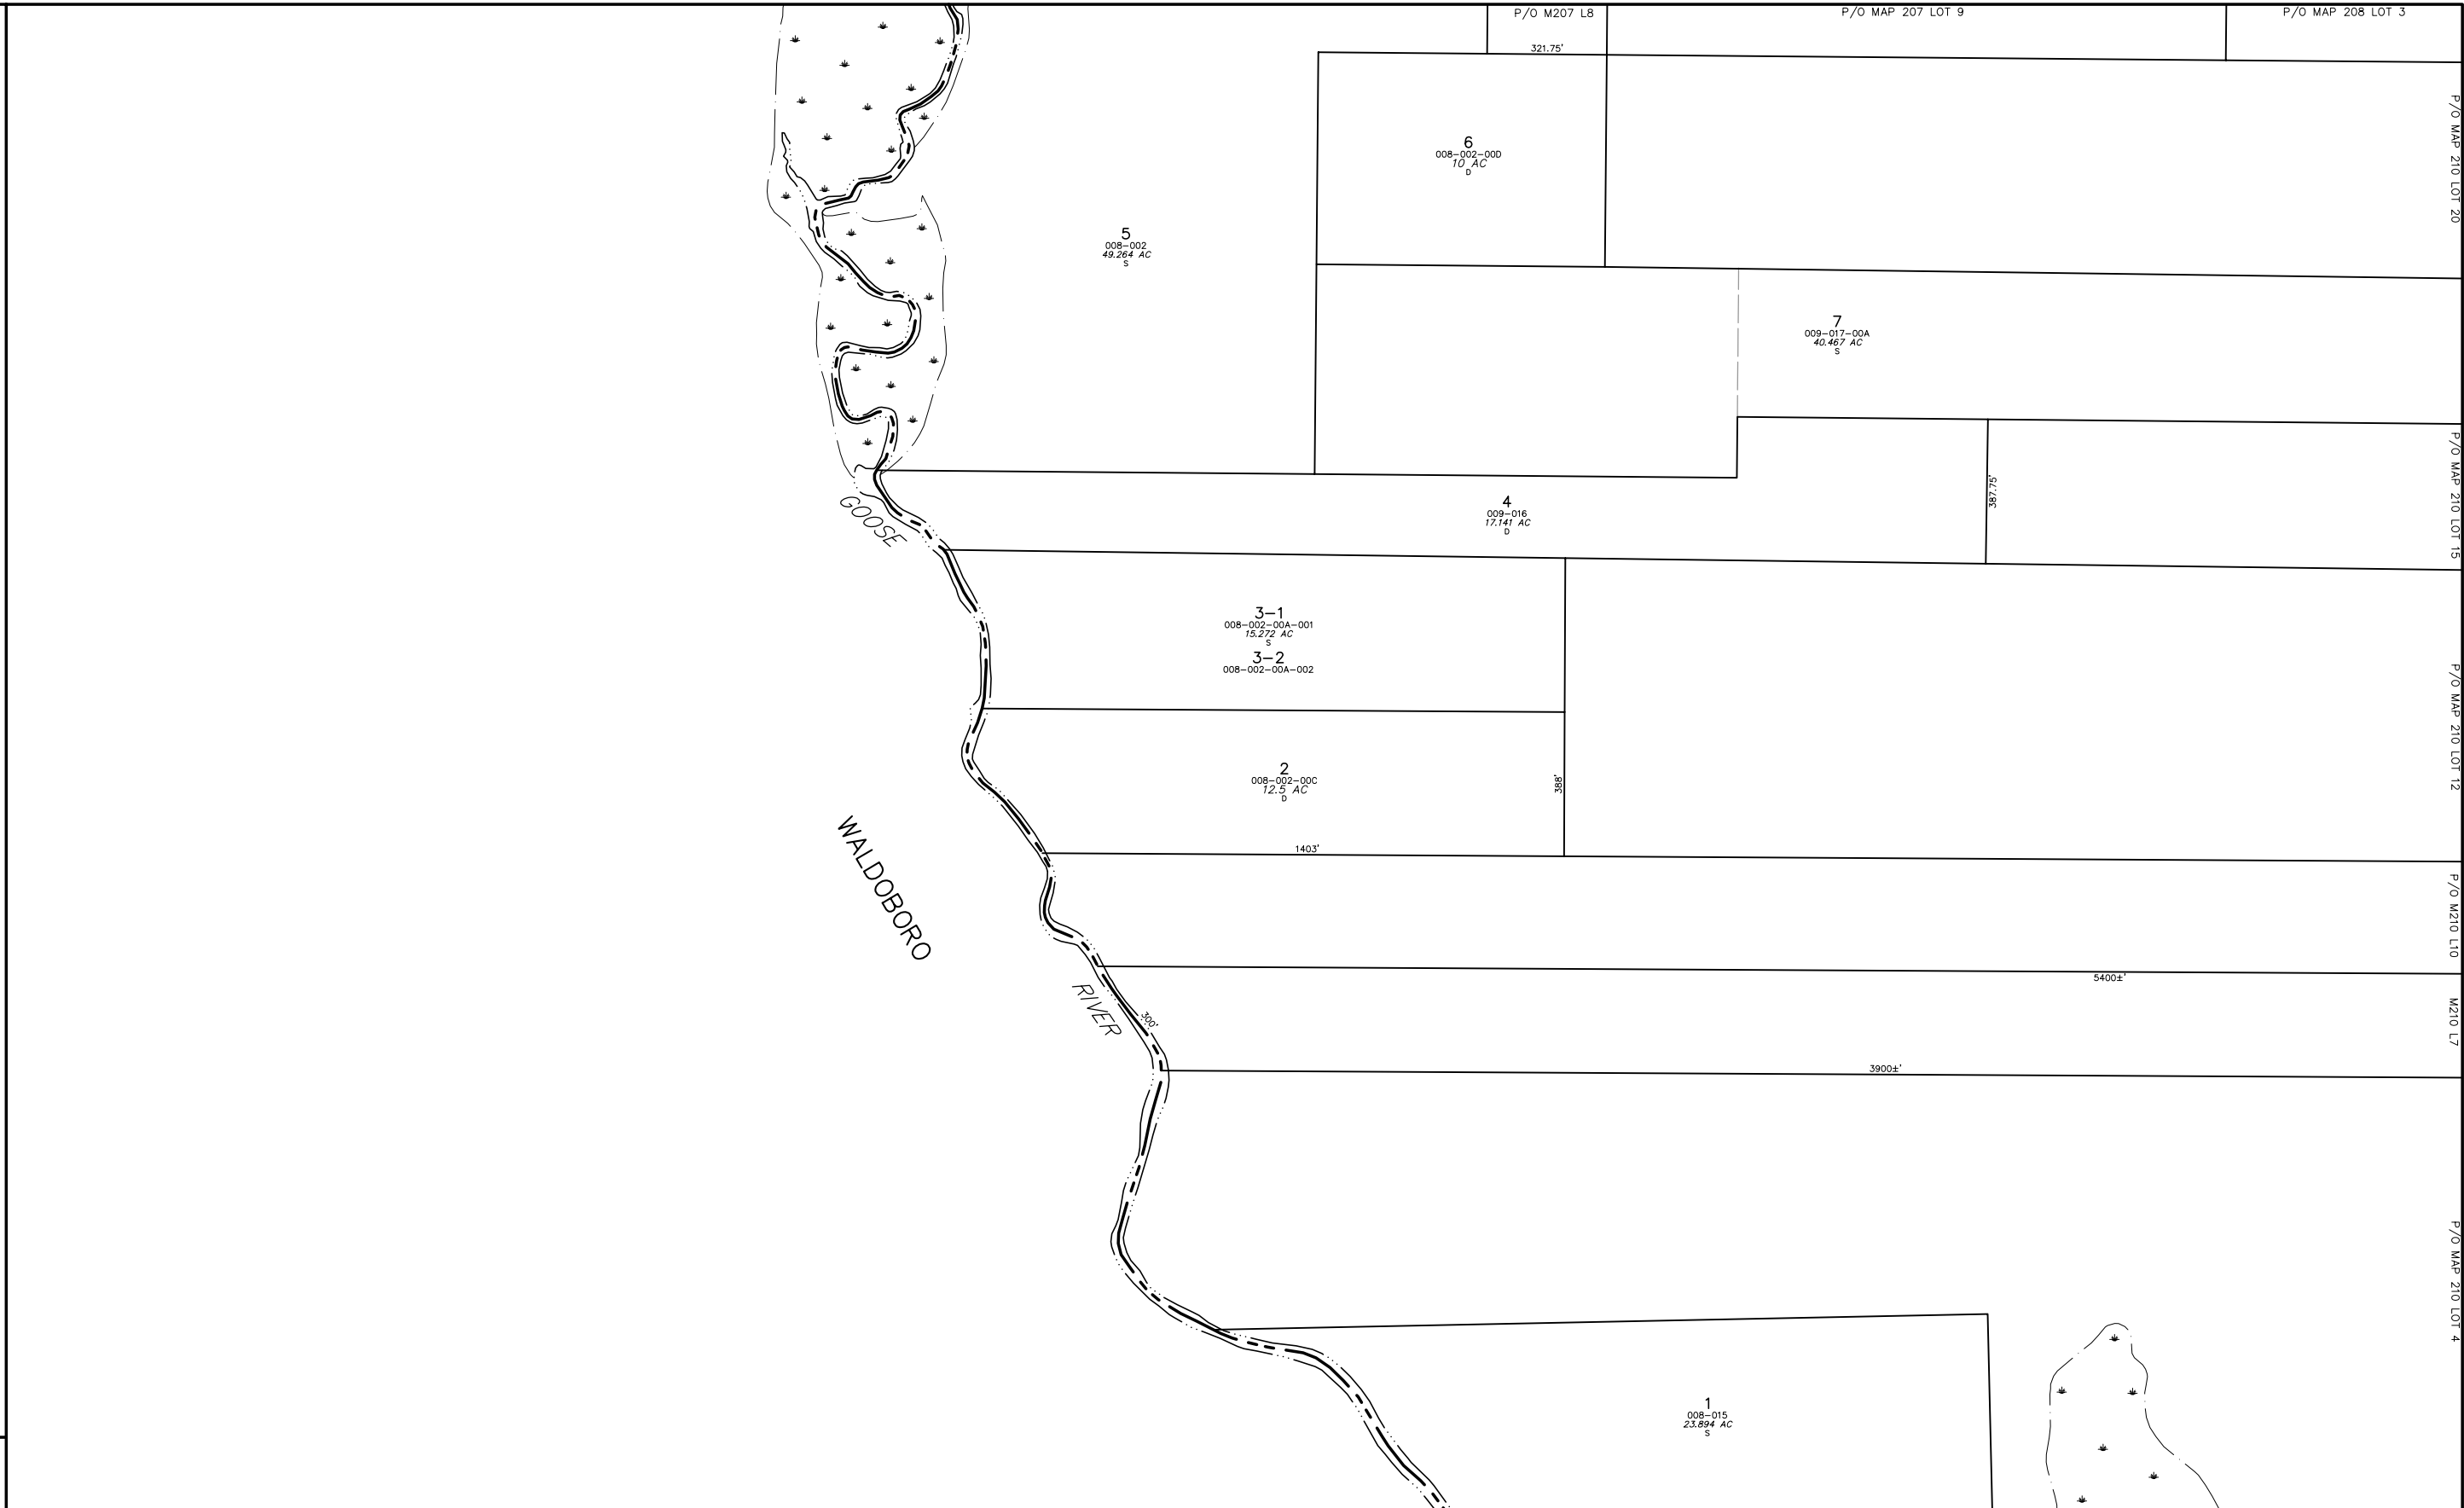 P/O M207 L8
P/O MAP 207 LOT 9
P/O MAP 208 LOT 3
321.75'
P/O MAP 210 LOT 20
6
008-002-00D
10 AC
D
5
008-002
49.264 AC
S
7
009-017-00A
40.467 AC
S
P/O MAP 210 LOT 15
387.75'
4
009-016
17.141 AC
D
GOOSE
3-1
008-002-00A-001
15.272 AC
S
3-2
008-002-00A-002
P/O MAP 210 LOT 12
2
008-002-00C
12.5 AC
D
388'
1403'
WALDOBORO
P/O M210 L10
5400±'
RIVER
300'
M210 L7
3900±'
P/O MAP 210 LOT 4
1
008-015
23.894 AC
S